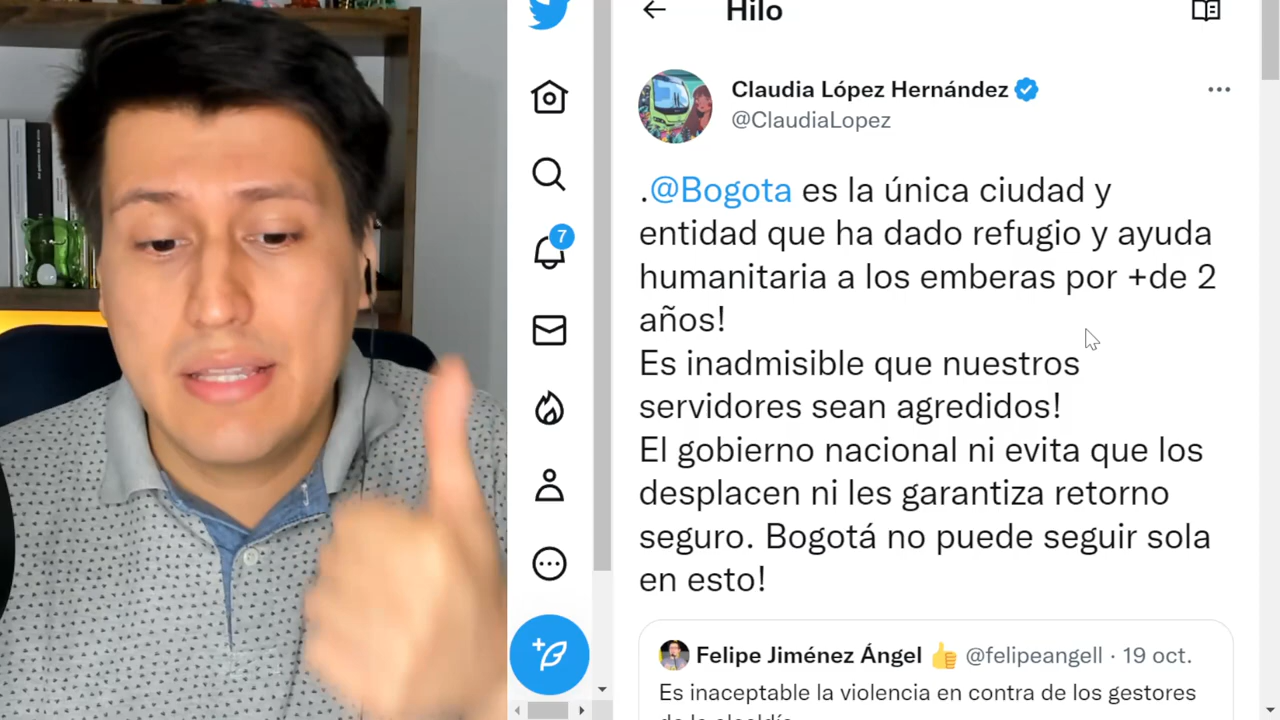 Hilo
Claudia López Hernández
@ClaudiaLopez
.@Bogota es la única ciudad y
entidad que ha dado refugio y ayuda
humanitaria a los emberas por +de 2
años!
Es inadmisible que nuestros
servidores sean agredidos!
El gobierno nacional ni evita que los
desplacen ni les garantiza retorno
seguro. Bogotá no puede seguir sola
en esto!
7
Felipe Jiménez Ángel 👍 @felipeangell · 19 oct.
Es inaceptable la violencia en contra de los gestores
de la alcaldía